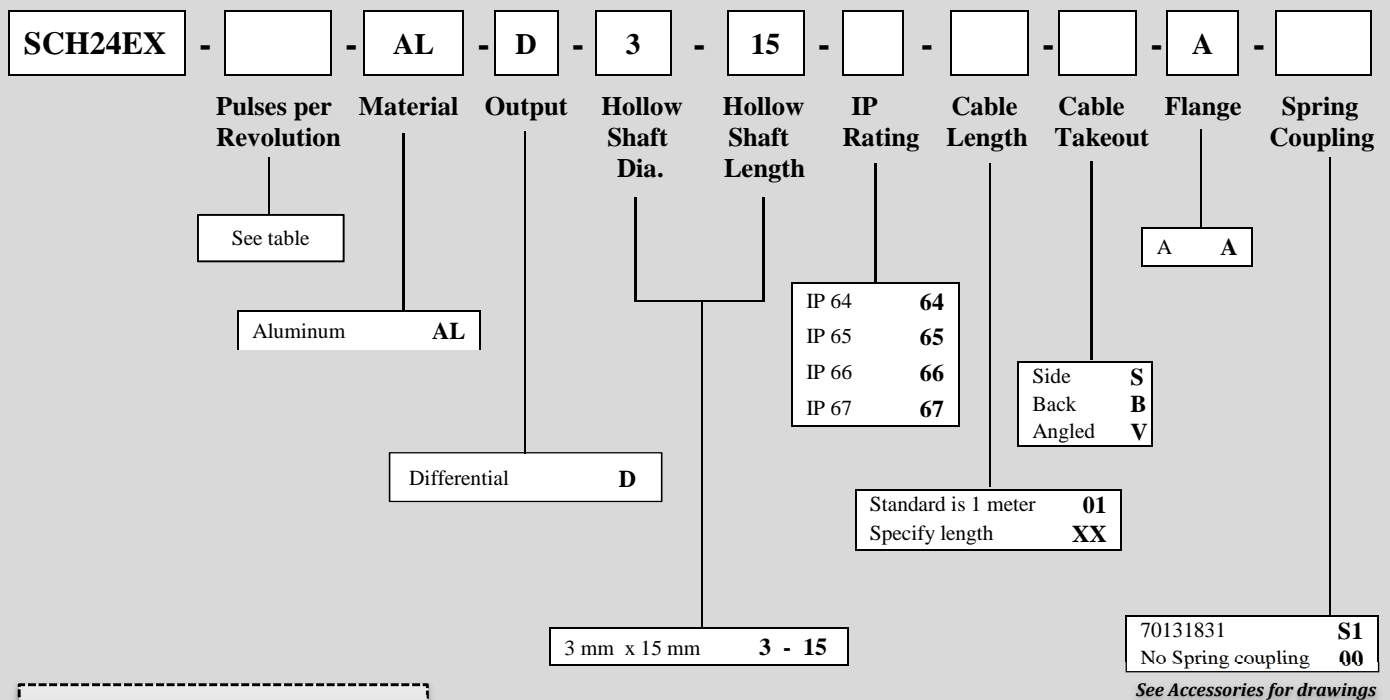 SCH24EX - - AL - D - 3 - 15 - - - - A -
Pulses per Revolution
Material
Output
Hollow Shaft Dia.
Hollow Shaft Length
IP Rating
Cable Length
Cable Takeout
Flange
Spring Coupling
See table
A A
Aluminum AL
IP 64 64
IP 65 65
IP 66 66
IP 67 67
Side S
Back B
Angled V
Differential D
Standard is 1 meter 01
Specify length XX
3 mm x 15 mm 3 - 15
70131831 S1
No Spring coupling 00
See Accessories for drawings